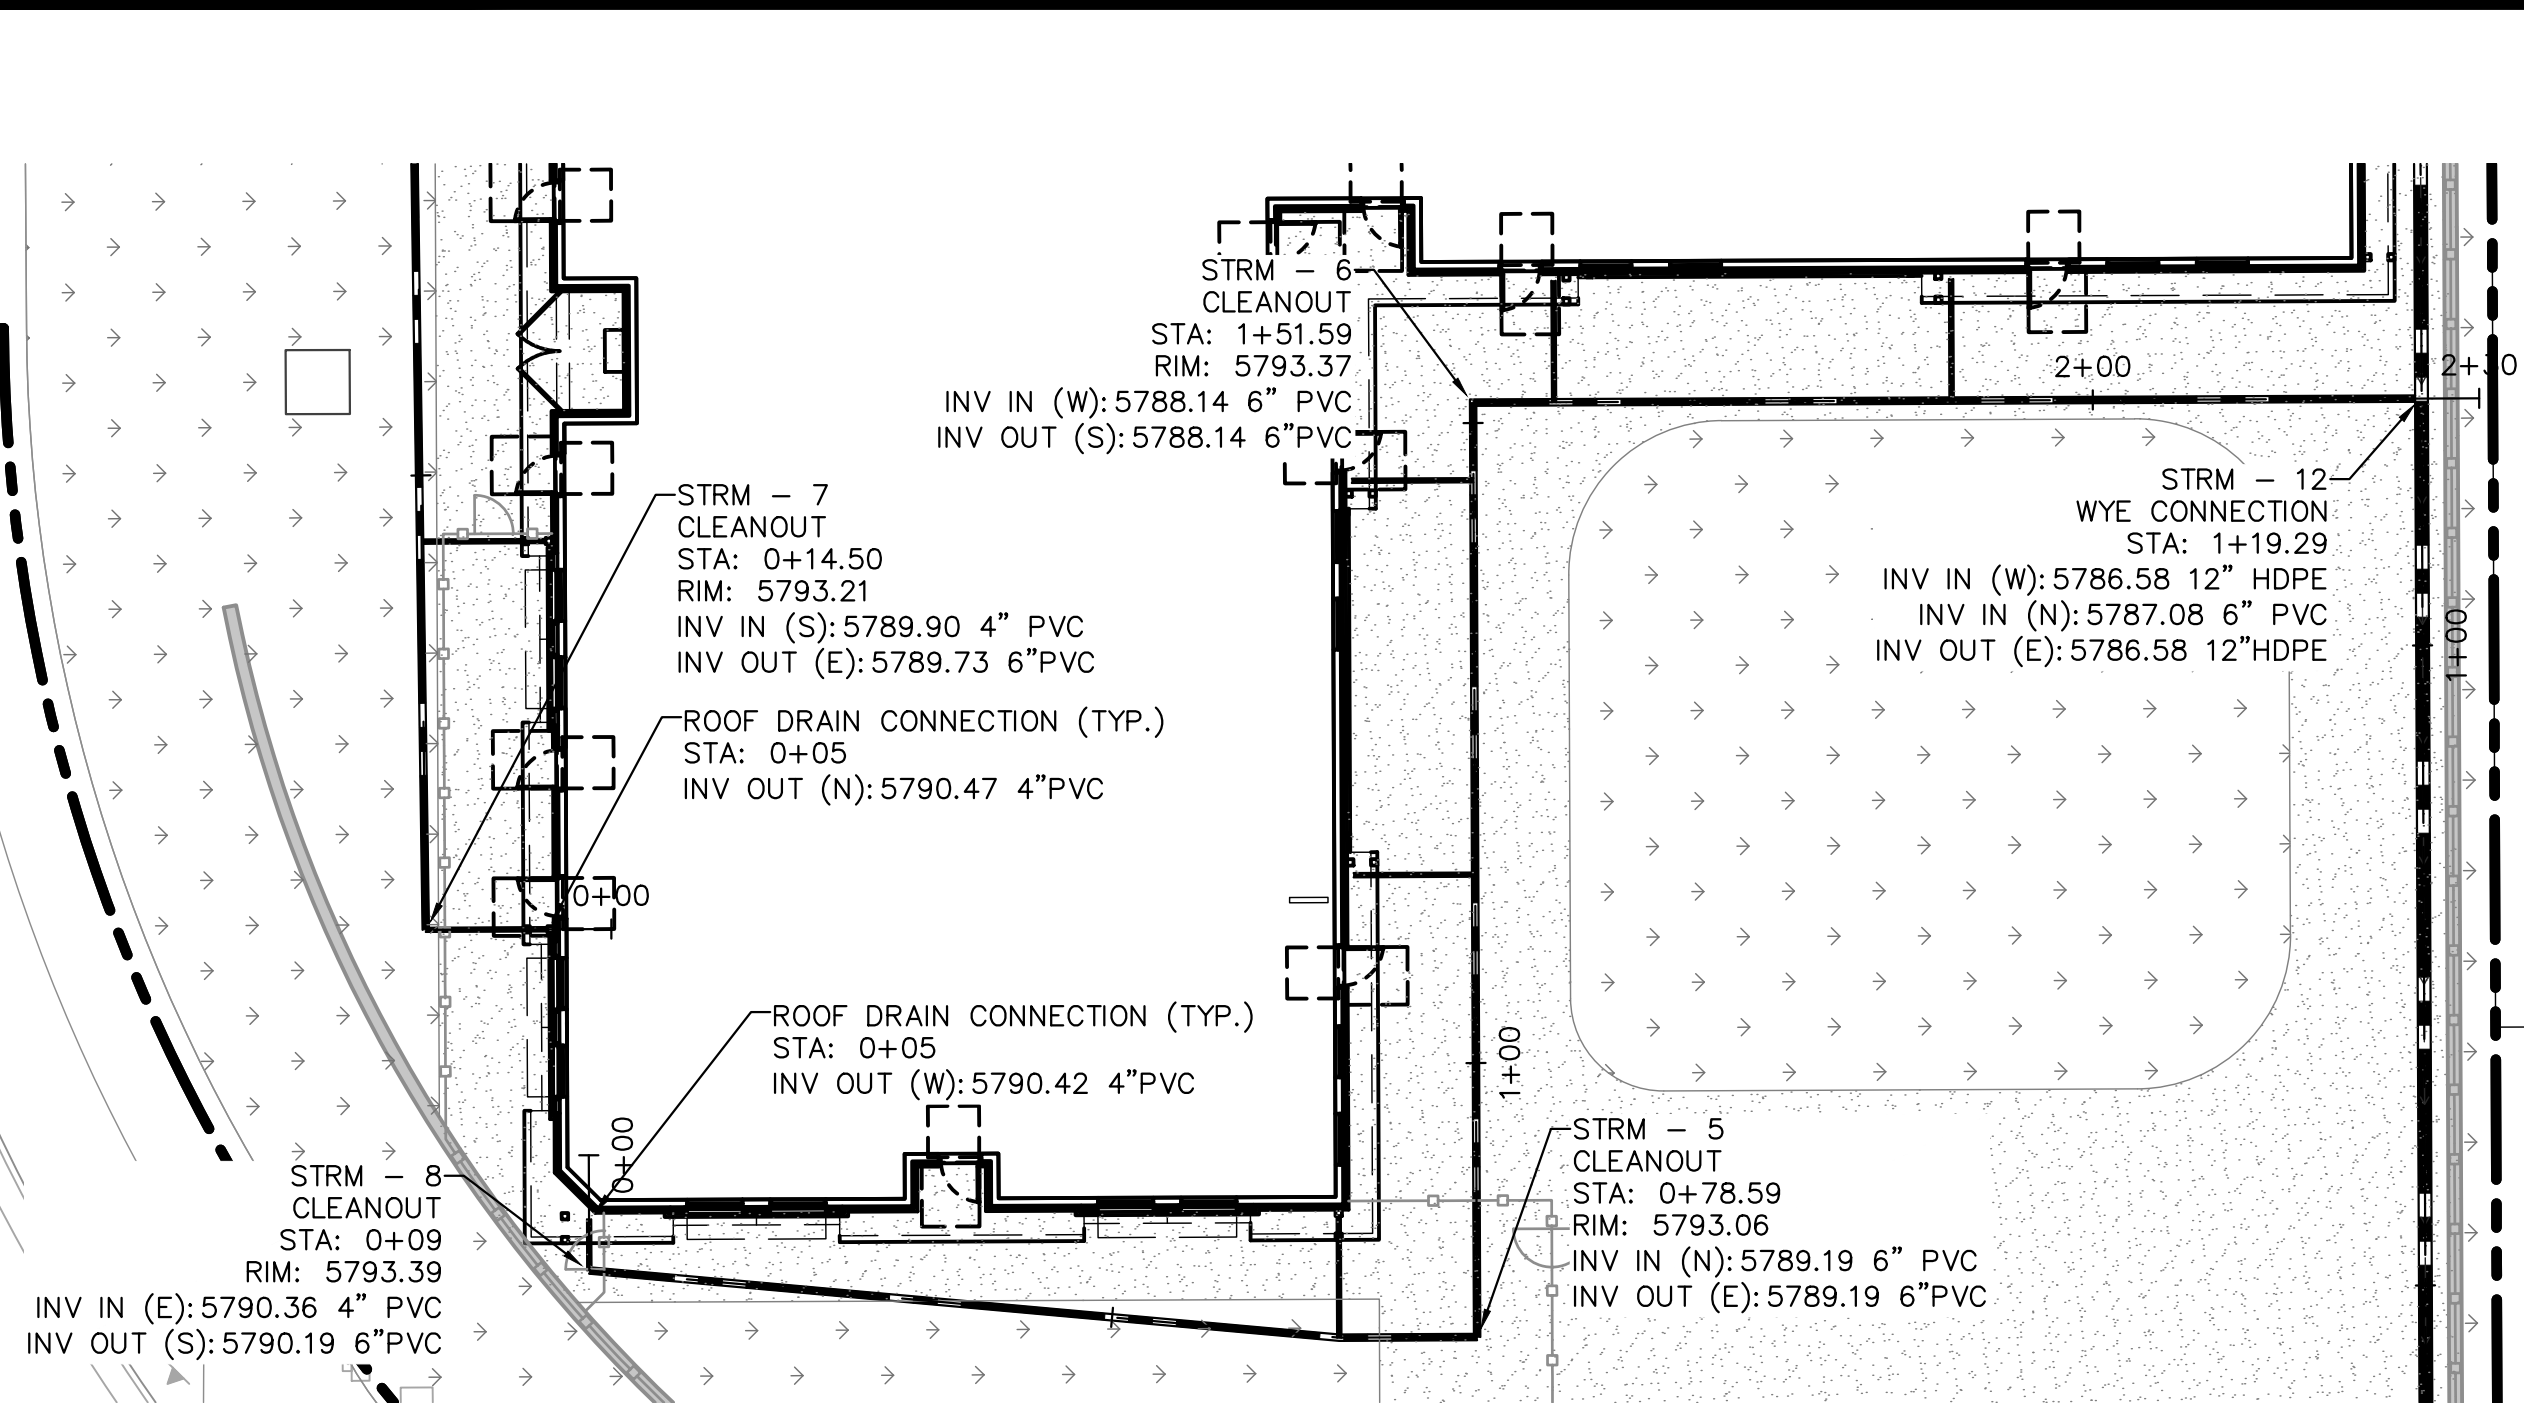 STRM - 6
CLEANOUT
STA: 1+51.59
RIM: 5793.37
INV IN (W): 5788.14 6" PVC
INV OUT (S): 5788.14 6"PVC
2+00
STRM - 12
WYE CONNECTION
STA: 1+19.29
INV IN (W): 5786.58 12" HDPE
INV IN (N): 5787.08 6" PVC
INV OUT (E): 5786.58 12"HDPE
1+00
STRM - 7
CLEANOUT
STA: 0+14.50
RIM: 5793.21
INV IN (S): 5789.90 4" PVC
INV OUT (E): 5789.73 6"PVC
ROOF DRAIN CONNECTION (TYP.)
STA: 0+05
INV OUT (N): 5790.47 4"PVC
0+00
ROOF DRAIN CONNECTION (TYP.)
STA: 0+05
INV OUT (W): 5790.42 4"PVC
0+00
1+00
STRM - 8
CLEANOUT
STA: 0+09
RIM: 5793.39
INV IN (E): 5790.36 4" PVC
INV OUT (S): 5790.19 6"PVC
STRM - 5
CLEANOUT
STA: 0+78.59
RIM: 5793.06
INV IN (N): 5789.19 6" PVC
INV OUT (E): 5789.19 6"PVC